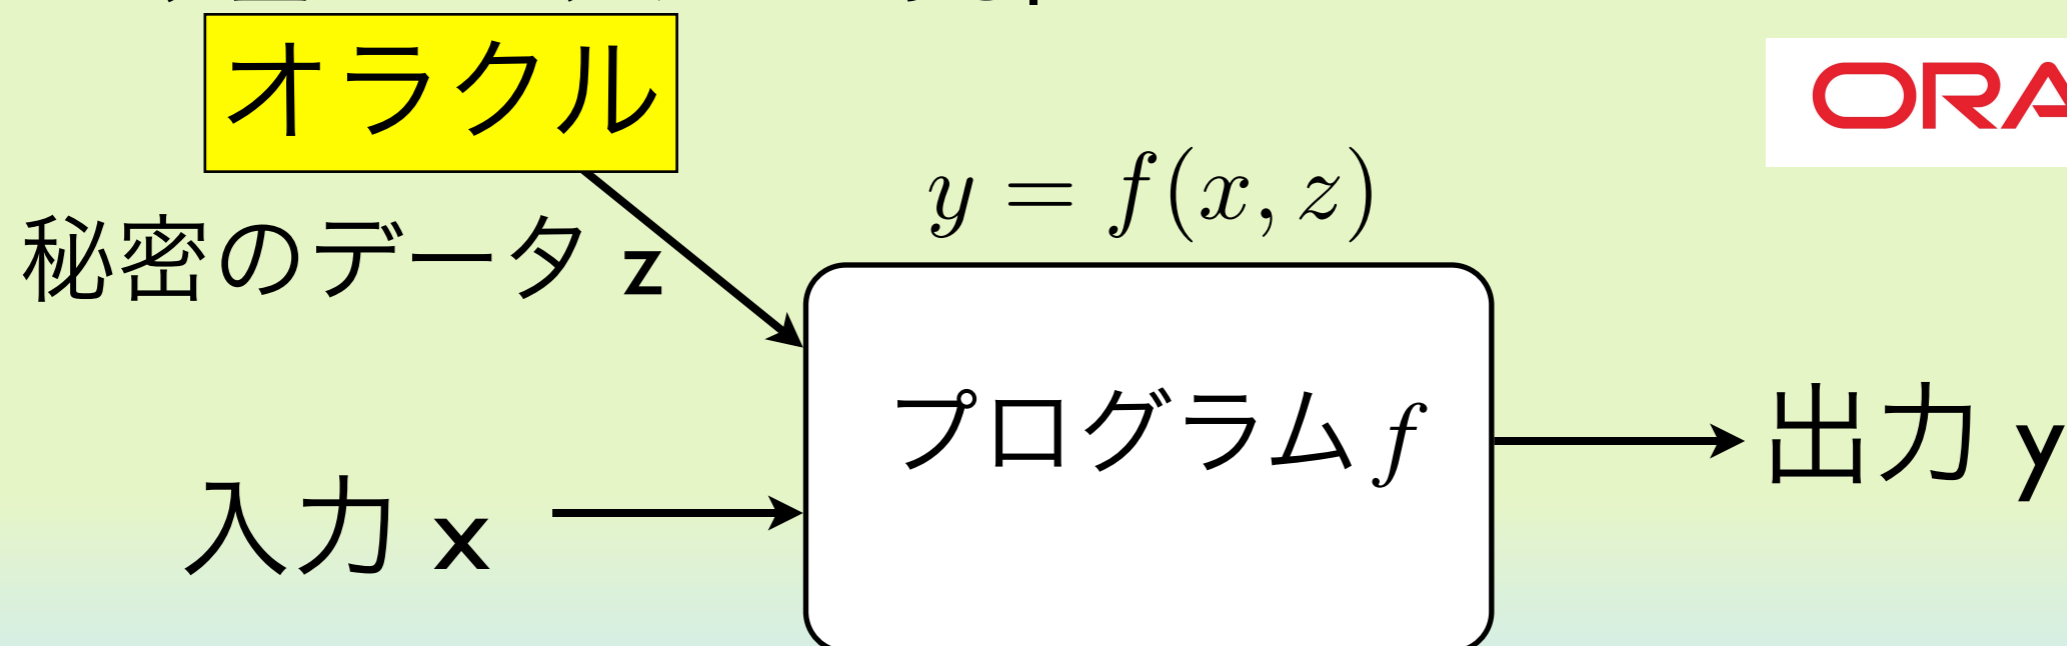 オラクル
ORA
y = f(x, z)
秘密のデータ z
プログラム f
出力 y
入力 x